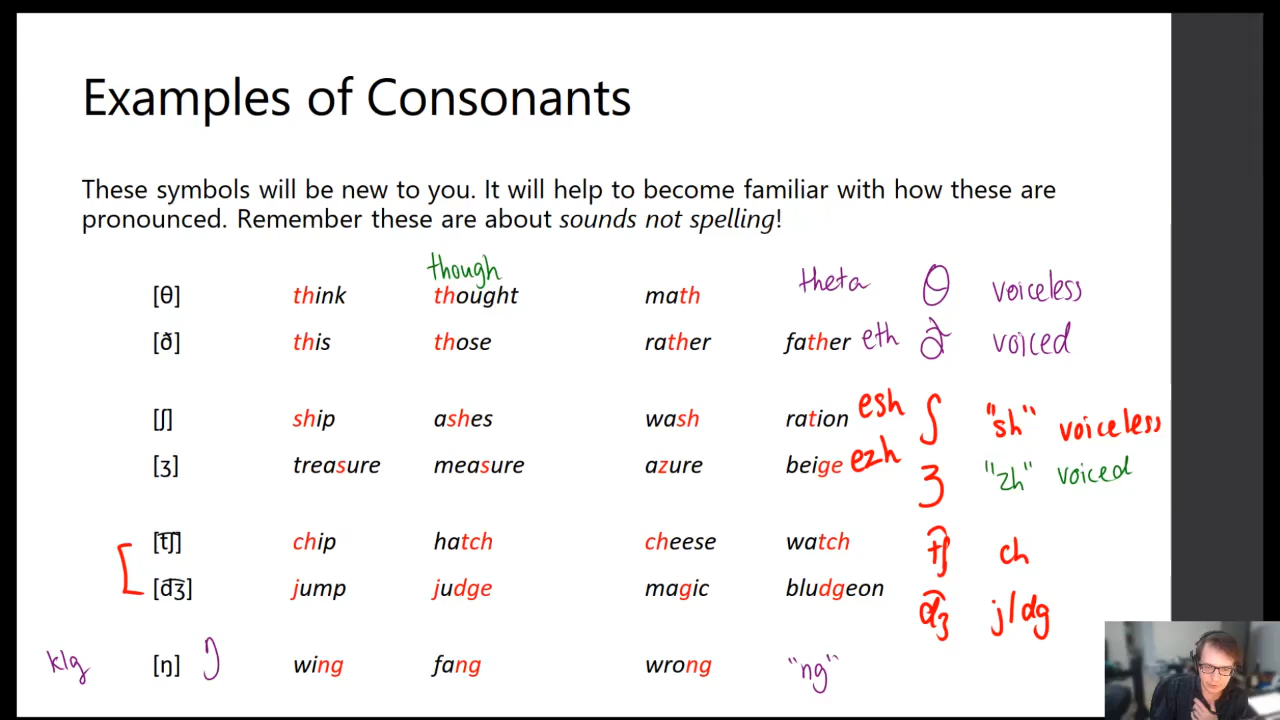 Examples of Consonants
These symbols will be new to you. It will help to become familiar with how these are
pronounced. Remember these are about sounds not spelling!
though
[θ] think thought math theta θ voiceless
[ð] this those rather father eth ð voiced
[ʃ] ship ashes wash ration esh ʃ "sh" voiceless
[ʒ] treasure measure azure beige ezh ʒ "zh" voiced
[t͡ʃ] chip hatch cheese watch t͡ʃ ch
[d͡ʒ] jump judge magic bludgeon d͡ʒ j/dg
k/g [ŋ] ŋ wing fang wrong "ng"